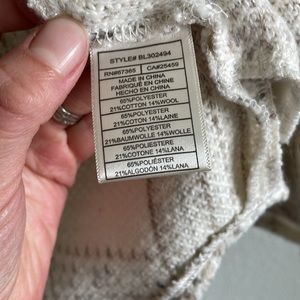 STYLE# BL302494
RN#67365 CA#25459
MADE IN CHINA
FABRIQUÉ EN CHINE
HECHO EN CHINA
65%POLYESTER
21%COTTON 14%WOOL
65%POLYESTER
21%COTON 14%LAINE
65%POLYESTER
21%BAUMWOLLE 14%WOLLE
65%POLIESTERE
21%COTONE 14%LANA
65%POLIÉSTER
21%ALGODÓN 14%LANA